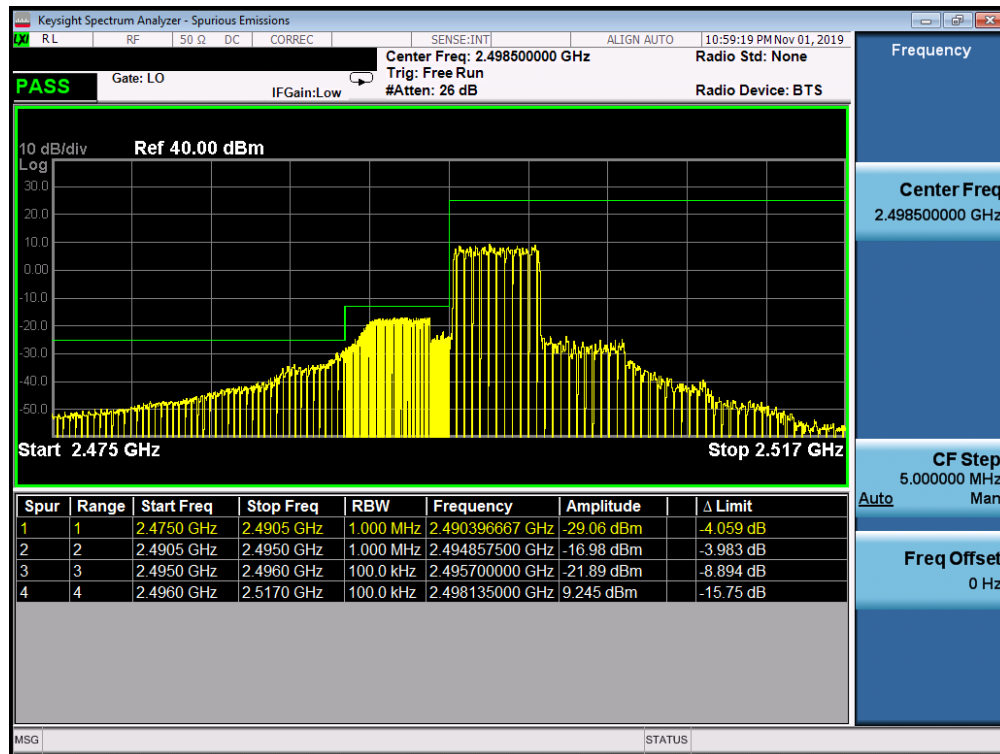 Keysight Spectrum Analyzer - Spurious Emissions
LXI RL RF 50 Ω DC CORREC SENSE:INT ALIGN AUTO 10:59:19 PM Nov 01, 2019
Center Freq: 2.498500000 GHz Radio Std: None
PASS Gate: LO Trig: Free Run
IFGain:Low #Atten: 26 dB Radio Device: BTS
10 dB/div Ref 40.00 dBm
Log
30.0
20.0
10.0
0.00
-10.0
-20.0
-30.0
-40.0
-50.0
Start 2.475 GHz Stop 2.517 GHz
Spur Range Start Freq Stop Freq RBW Frequency Amplitude Δ Limit
1 1 2.4750 GHz 2.4905 GHz 1.000 MHz 2.490396667 GHz -29.06 dBm -4.059 dB
2 2 2.4905 GHz 2.4950 GHz 1.000 MHz 2.494857500 GHz -16.98 dBm -3.983 dB
3 3 2.4950 GHz 2.4960 GHz 100.0 kHz 2.495700000 GHz -21.89 dBm -8.894 dB
4 4 2.4960 GHz 2.5170 GHz 100.0 kHz 2.498135000 GHz 9.245 dBm -15.75 dB
MSG STATUS
Frequency
Center Freq
2.498500000 GHz
CF Step
5.000000 MHz
Auto Man
Freq Offset
0 Hz